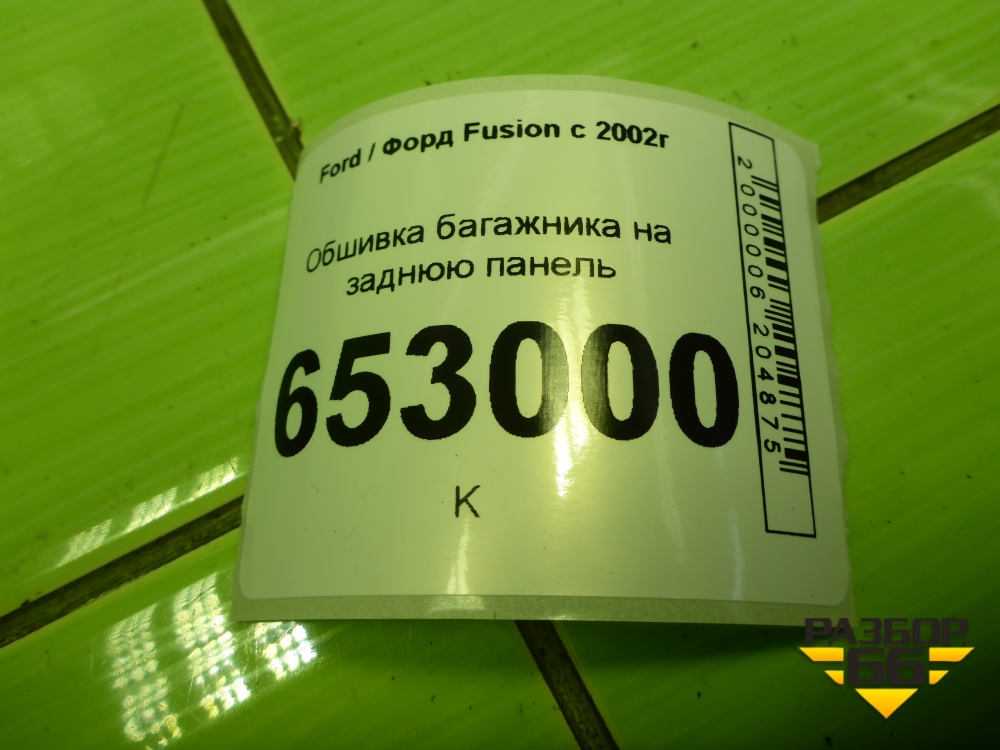 Ford / Форд Fusion с 2002г
Обшивка багажника на
заднюю панель
653000
К
2000006204875
РАЗБОР
66